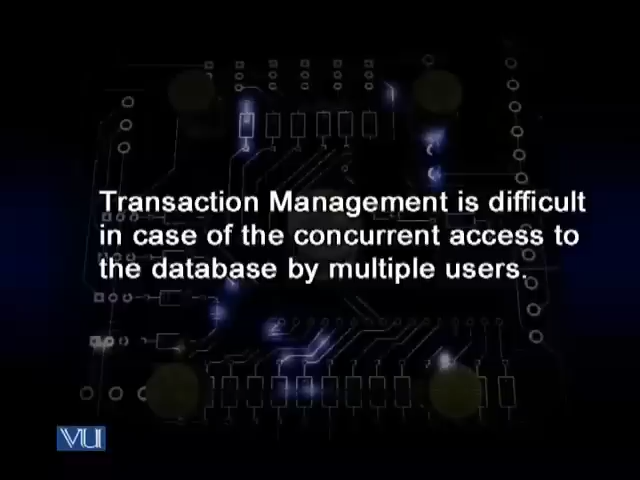 Transaction Management is difficult
in case of the concurrent access to
the database by multiple users.
VU